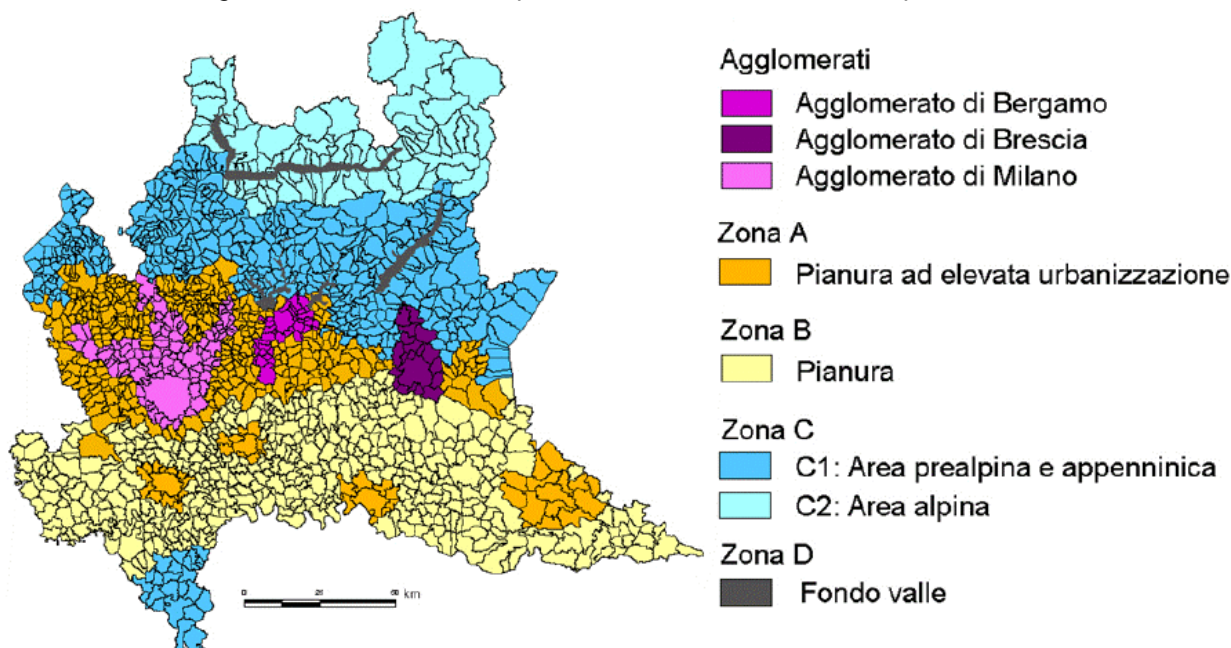 Agglomerati
Agglomerato di Bergamo
Agglomerato di Brescia
Agglomerato di Milano
Zona A
Pianura ad elevata urbanizzazione
Zona B
Pianura
Zona C
C1: Area prealpina e appenninica
C2: Area alpina
Zona D
Fondo valle
km